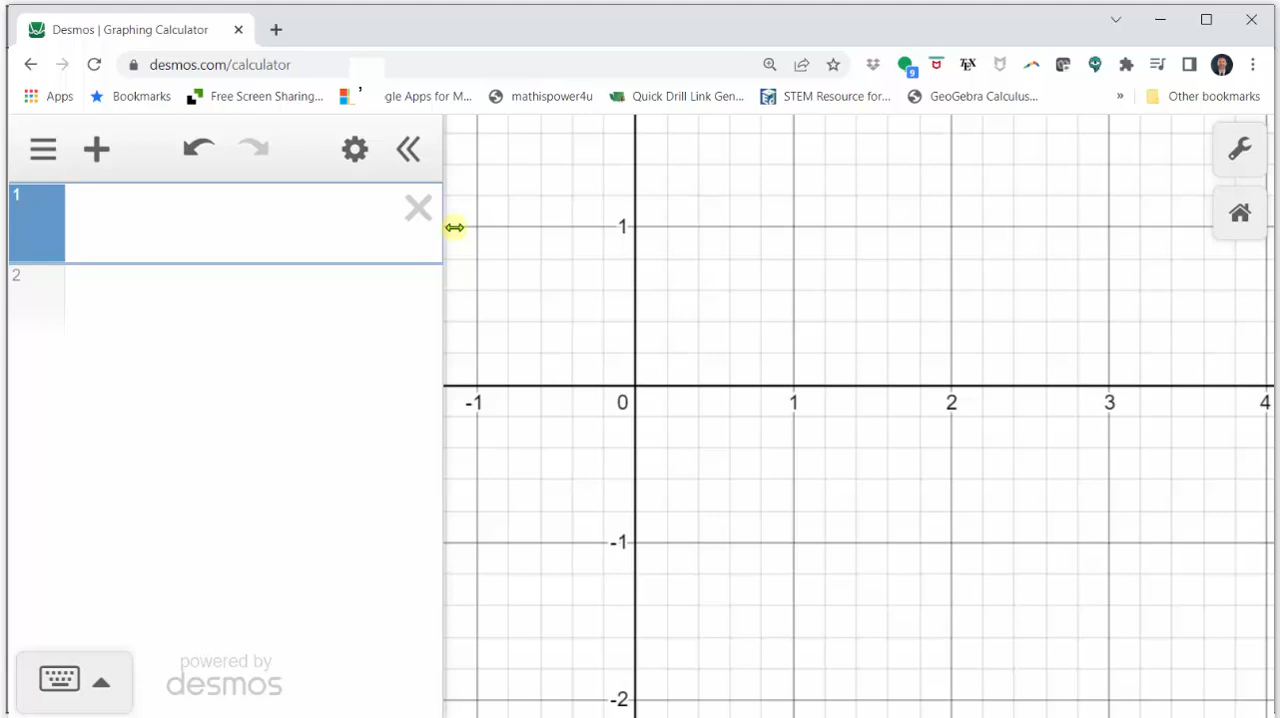 Desmos | Graphing Calculator
desmos.com/calculator
9
TEX
Apps
Bookmarks
Free Screen Sharing...
gle Apps for M...
mathispower4u
Quick Drill Link Gen...
STEM Resource for...
GeoGebra Calculus...
»
Other bookmarks
1
2
1
-1
0
1
2
3
4
-1
-2
powered by
desmos